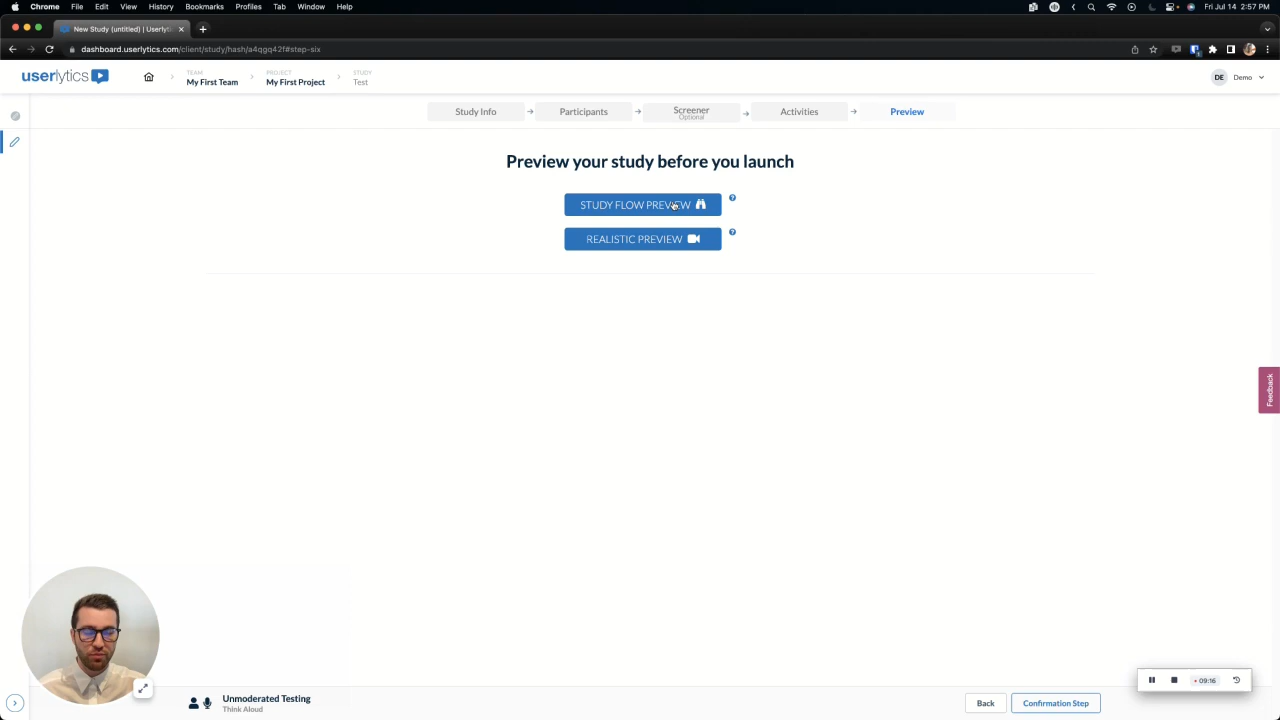 Chrome File Edit View History Bookmarks Profiles Tab Window Help
Fri Jul 14 2:57 PM
New Study (untitled) | Userlyti
dashboard.userlytics.com/client/study/hash/a4qgq42f#step-six
userlytics
TEAM
My First Team
PROJECT
My First Project
STUDY
Test
DE
Demo
Study Info
Participants
Screener
Optional
Activities
Preview
Preview your study before you launch
STUDY FLOW PREVIEW
?
REALISTIC PREVIEW
?
Feedback
Unmoderated Testing
Think Aloud
Back
Confirmation Step
09:16